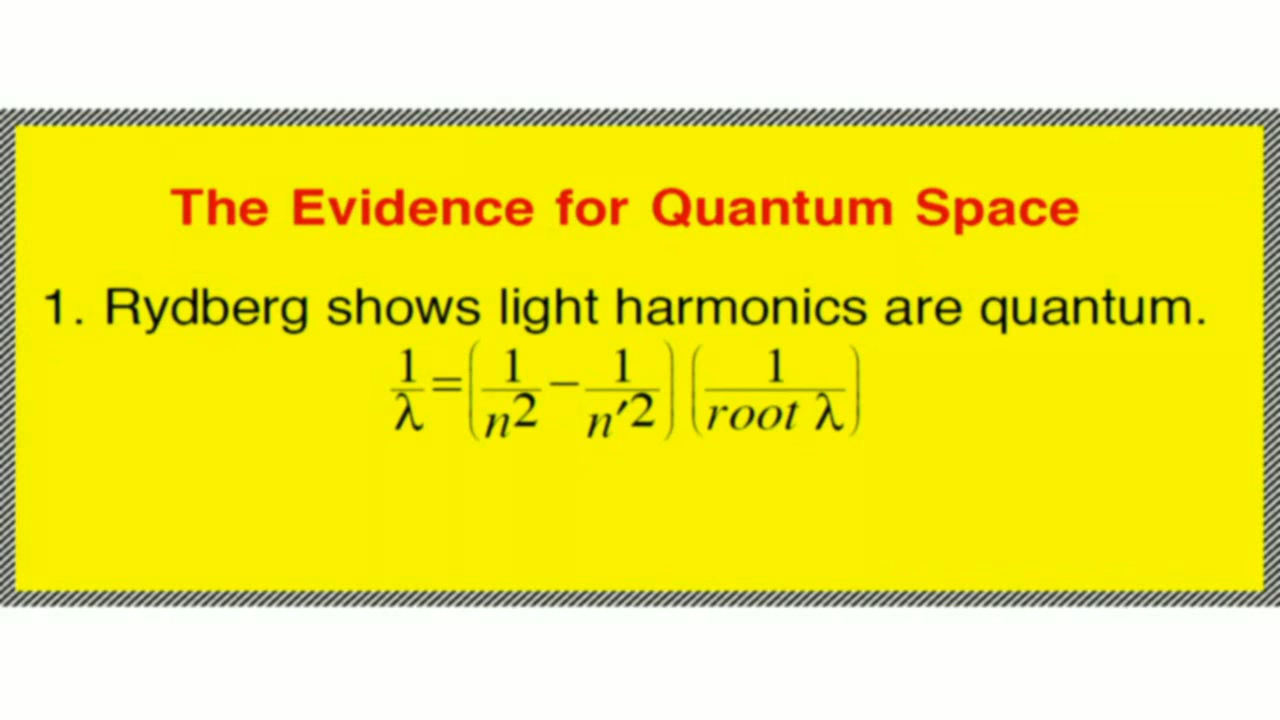 The Evidence for Quantum Space
1. Rydberg shows light harmonics are quantum.
1/λ = (1/n2 − 1/n′2) (1/root λ)